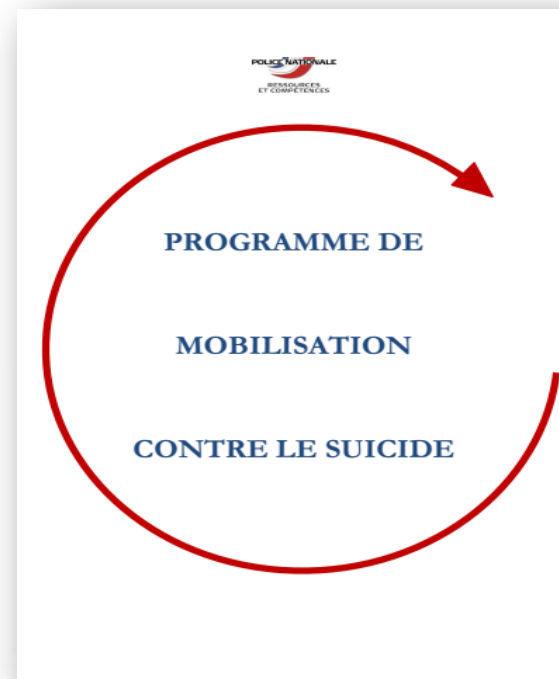 POLICE NATIONALE
RESSOURCES
ET COMPÉTENCES
PROGRAMME DE
MOBILISATION
CONTRE LE SUICIDE